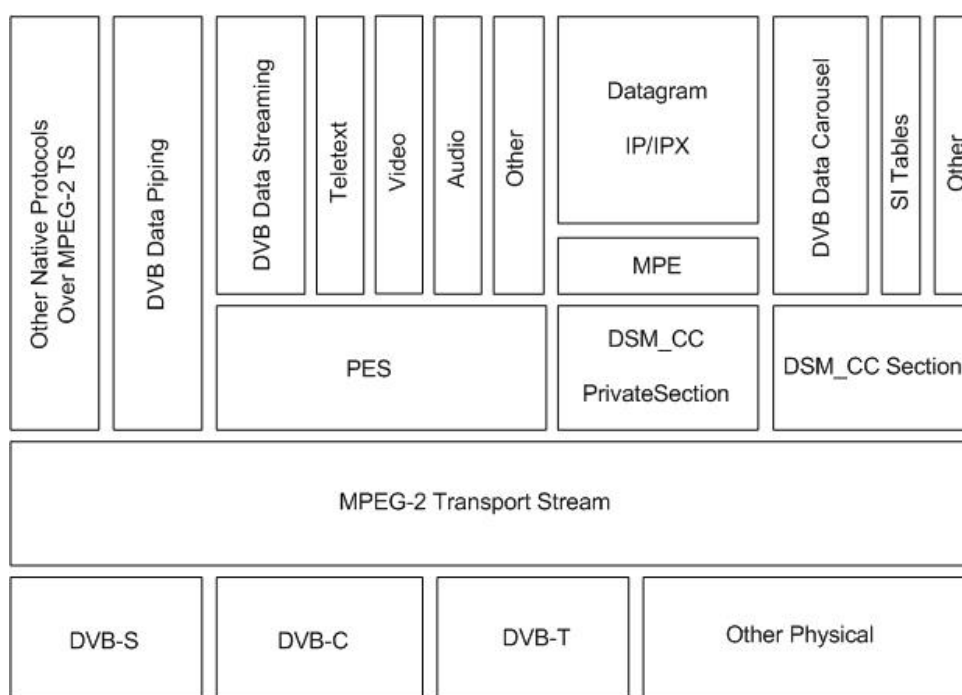 Other Native Protocols
Over MPEG-2 TS
DVB Data Piping
DVB Data Streaming
Teletext
Video
Audio
Other
Datagram
IP/IPX
MPE
DVB Data Carousel
SI Tables
Other
PES
DSM_CC
PrivateSection
DSM_CC Section
MPEG-2 Transport Stream
DVB-S
DVB-C
DVB-T
Other Physical